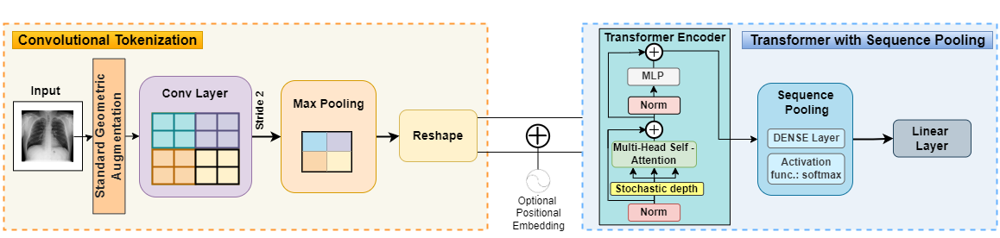 Convolutional Tokenization
Input
Standard Geometric
Augmentation
Conv Layer
Stride 2
Max Pooling
Reshape
Optional
Positional
Embedding
Transformer Encoder
MLP
Norm
Multi-Head Self -
Attention
Stochastic depth
Norm
Transformer with Sequence Pooling
Sequence
Pooling
DENSE Layer
Activation
func.: softmax
Linear
Layer